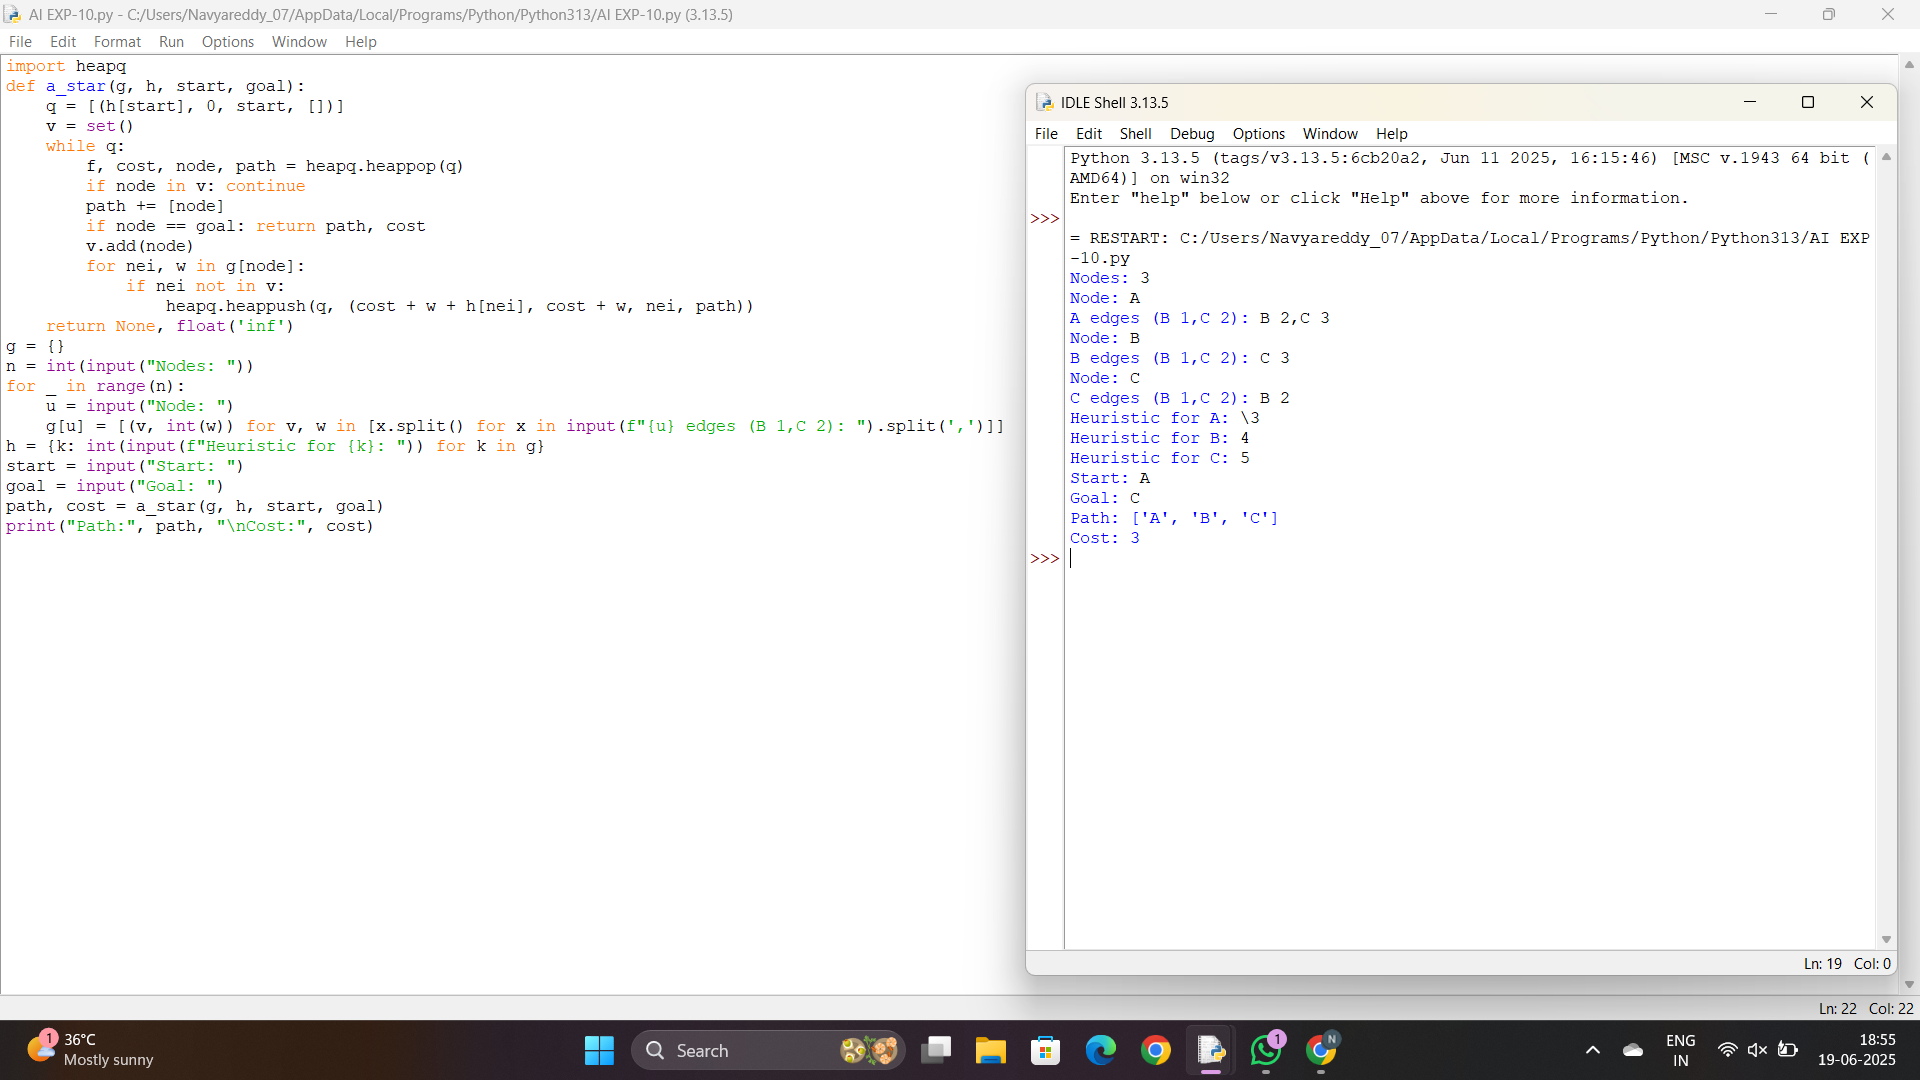 AI EXP-10.py - C:/Users/Navyareddy_07/AppData/Local/Programs/Python/Python313/AI EXP-10.py (3.13.5)
File Edit Format Run Options Window Help
import heapq
def a_star(g, h, start, goal):
    q = [(h[start], 0, start, [])]
    v = set()
    while q:
        f, cost, node, path = heapq.heappop(q)
        if node in v: continue
        path += [node]
        if node == goal: return path, cost
        v.add(node)
        for nei, w in g[node]:
            if nei not in v:
                heapq.heappush(q, (cost + w + h[nei], cost + w, nei, path))
    return None, float('inf')
g = {}
n = int(input("Nodes: "))
for _ in range(n):
    u = input("Node: ")
    g[u] = [(v, int(w)) for v, w in [x.split() for x in input(f"{u} edges (B 1,C 2): ").split(',')]]
h = {k: int(input(f"Heuristic for {k}: ")) for k in g}
start = input("Start: ")
goal = input("Goal: ")
path, cost = a_star(g, h, start, goal)
print("Path:", path, "\nCost:", cost)
IDLE Shell 3.13.5
File Edit Shell Debug Options Window Help
Python 3.13.5 (tags/v3.13.5:6cb20a2, Jun 11 2025, 16:15:46) [MSC v.1943 64 bit (
AMD64)] on win32
Enter "help" below or click "Help" above for more information.
>>>
= RESTART: C:/Users/Navyareddy_07/AppData/Local/Programs/Python/Python313/AI EXP
-10.py
Nodes: 3
Node: A
A edges (B 1,C 2): B 2,C 3
Node: B
B edges (B 1,C 2): C 3
Node: C
C edges (B 1,C 2): B 2
Heuristic for A: \3
Heuristic for B: 4
Heuristic for C: 5
Start: A
Goal: C
Path: ['A', 'B', 'C']
Cost: 3
>>>
Ln: 19 Col: 0
Ln: 22 Col: 22
1
36°C
Mostly sunny
Search
1
N
ENG
IN
18:55
19-06-2025